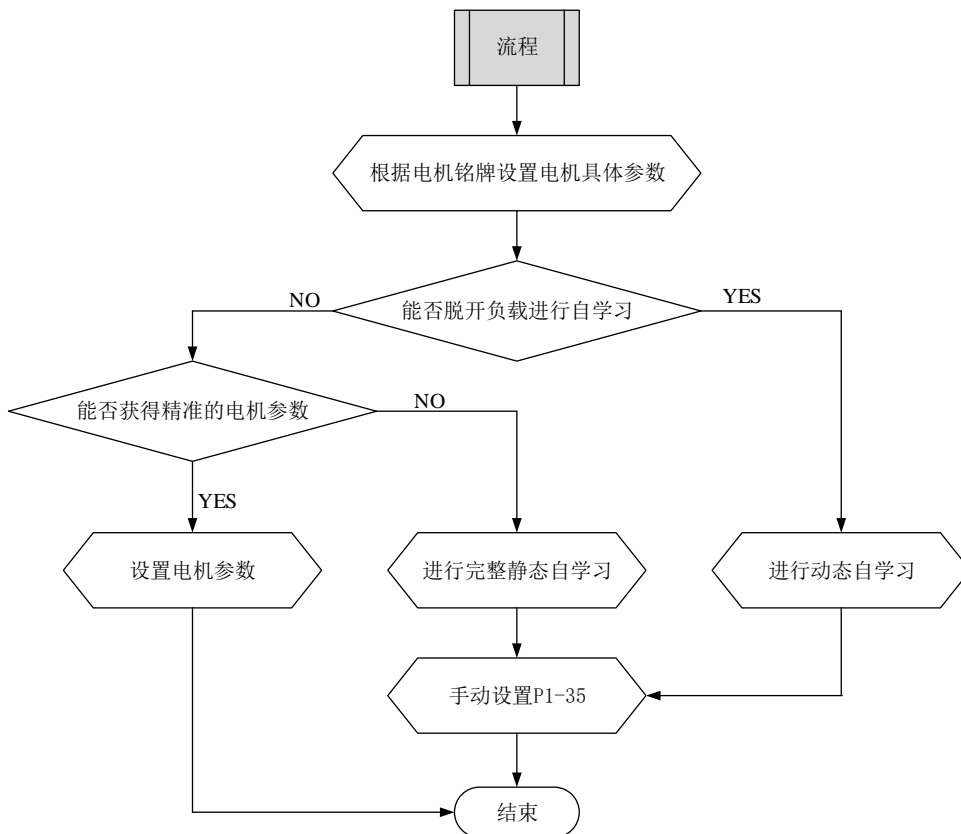 流程
根据电机铭牌设置电机具体参数
能否脱开负载进行自学习
NO
YES
能否获得精准的电机参数
NO
YES
设置电机参数
进行完整静态自学习
进行动态自学习
手动设置P1-35
结束